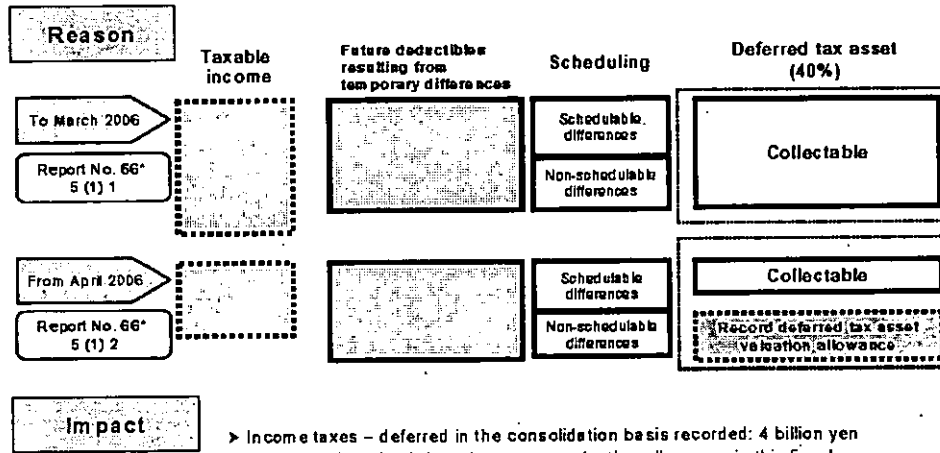 Reason
Taxable
income
Future deductibles
resulting from
temporary differences
Scheduling
Deferred tax asset
(40%)
To March 2006
Report No. 66*
5 (1) 1
Schedulable
differences
Non-schedulable
differences
Collectable
From April 2006
Report No. 66*
5 (1) 2
Schedulable
differences
Non-schedulable
differences
Collectable
Record deferred tax asset
valuation allowance
Impact
➤ Income taxes – deferred in the consolidation basis recorded: 4 billion yen